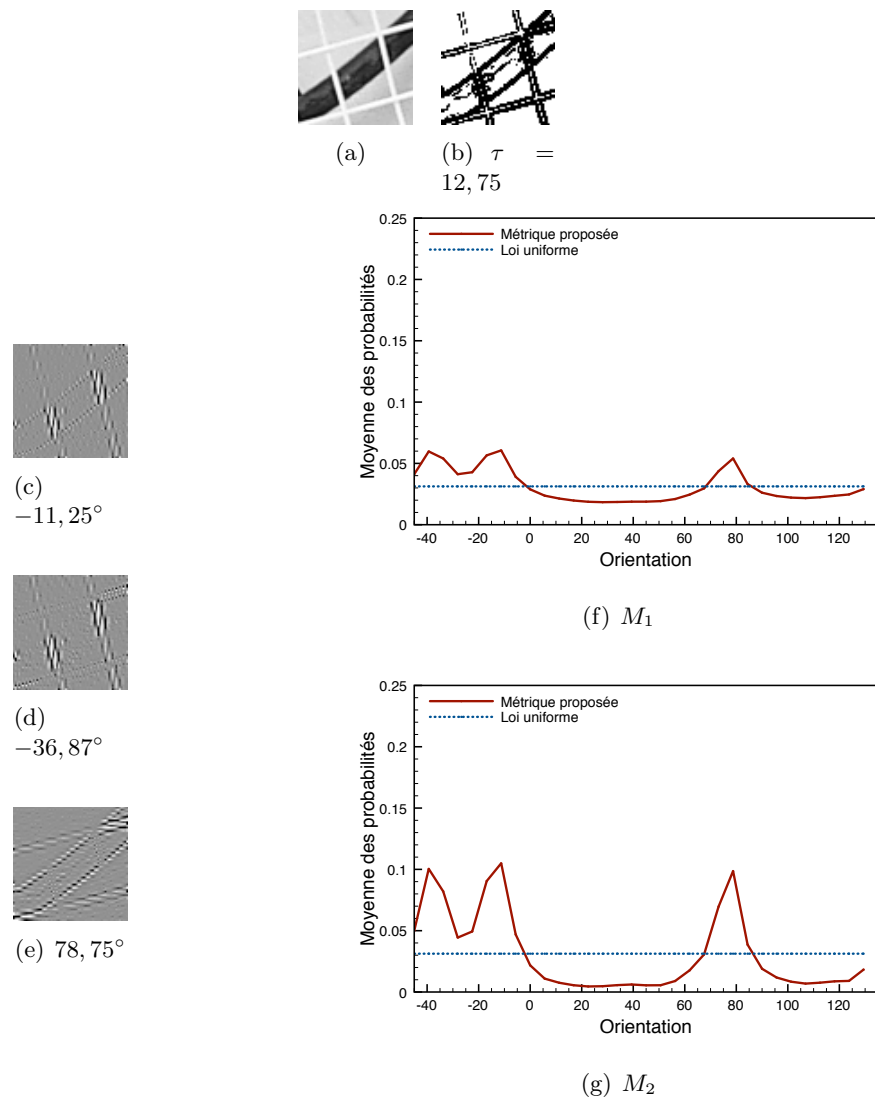 (a)
(b) τ =
12, 75
0.25
0.2
0.15
0.1
0.05
0
Moyenne des probabilités
Métrique proposée
Loi uniforme
-40 -20 0 20 40 60 80 100 120
Orientation
(f) M₁
(c)
−11, 25°
(d)
−36, 87°
(e) 78, 75°
0.25
0.2
0.15
0.1
0.05
0
Moyenne des probabilités
Métrique proposée
Loi uniforme
-40 -20 0 20 40 60 80 100 120
Orientation
(g) M₂